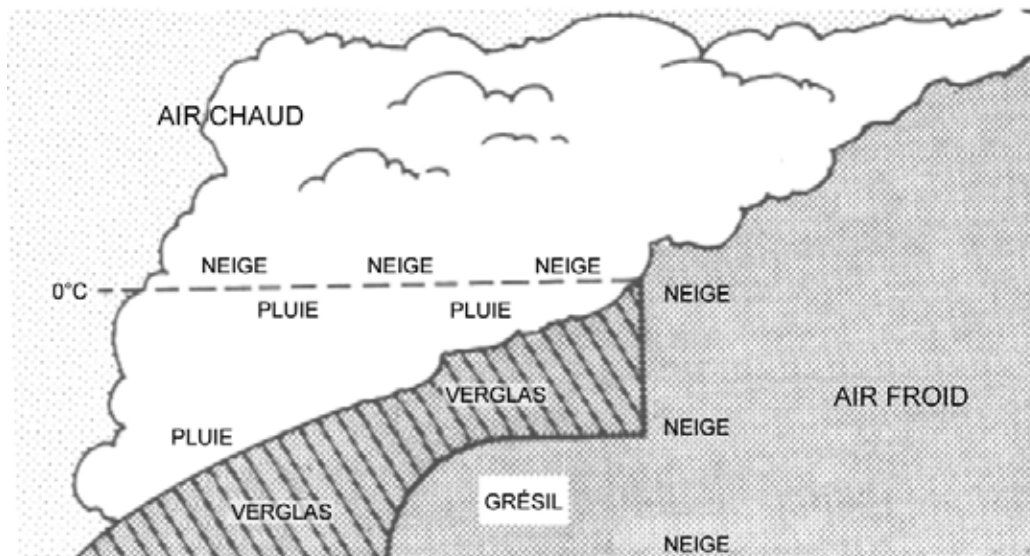 AIR CHAUD
NEIGE NEIGE NEIGE
0°C
NEIGE
PLUIE PLUIE
VERGLAS
AIR FROID
PLUIE
NEIGE
GRÉSIL
VERGLAS
NEIGE